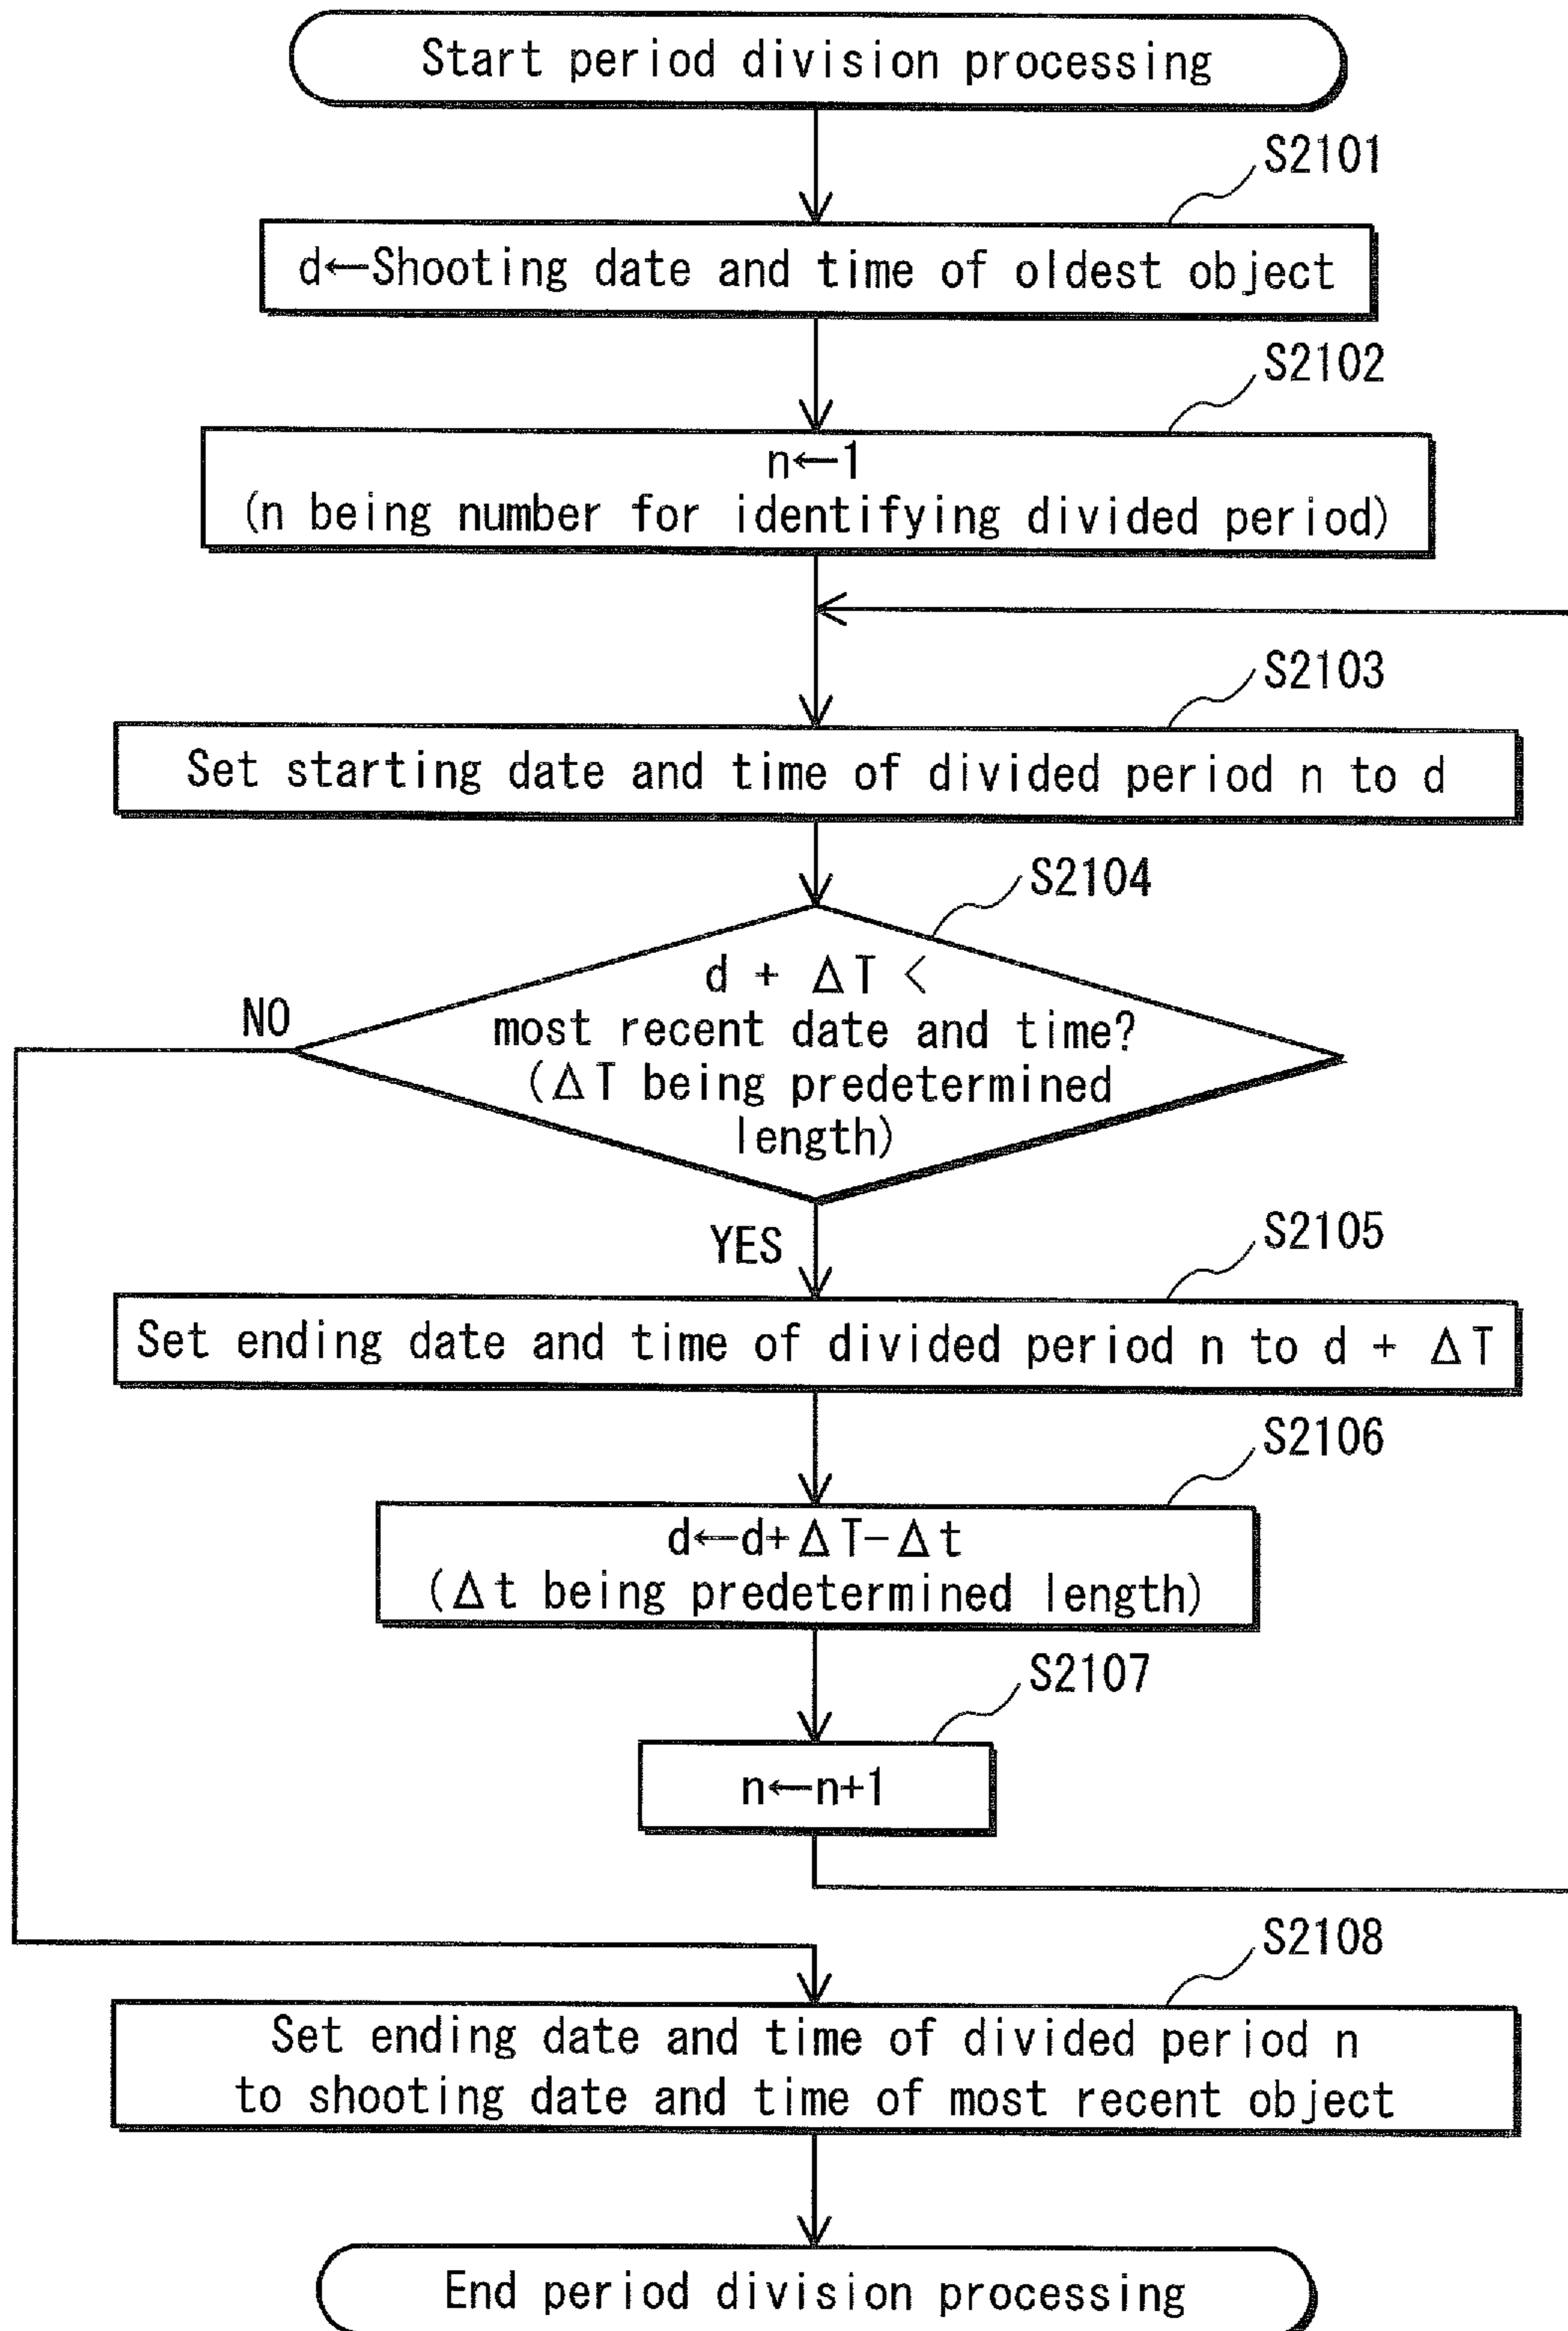 Start period division processing
S2101
d←Shooting date and time of oldest object
S2102
n←1
(n being number for identifying divided period)
S2103
Set starting date and time of divided period n to d
S2104
d + ΔT <
most recent date and time?
(ΔT being predetermined
length)
NO
YES
S2105
Set ending date and time of divided period n to d + ΔT
S2106
d←d+ΔT−Δt
(Δt being predetermined length)
S2107
n←n+1
S2108
Set ending date and time of divided period n
to shooting date and time of most recent object
End period division processing